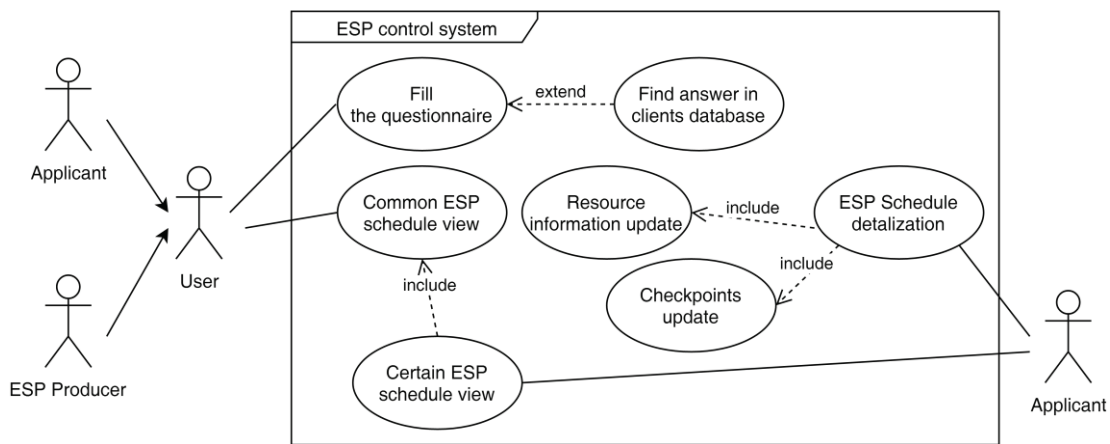 ESP control system
Fill
the questionnaire
extend
Find answer in
clients database
Applicant
Common ESP
schedule view
Resource
information update
include
ESP Schedule
detalization
User
include
include
Checkpoints
update
ESP Producer
Certain ESP
schedule view
Applicant